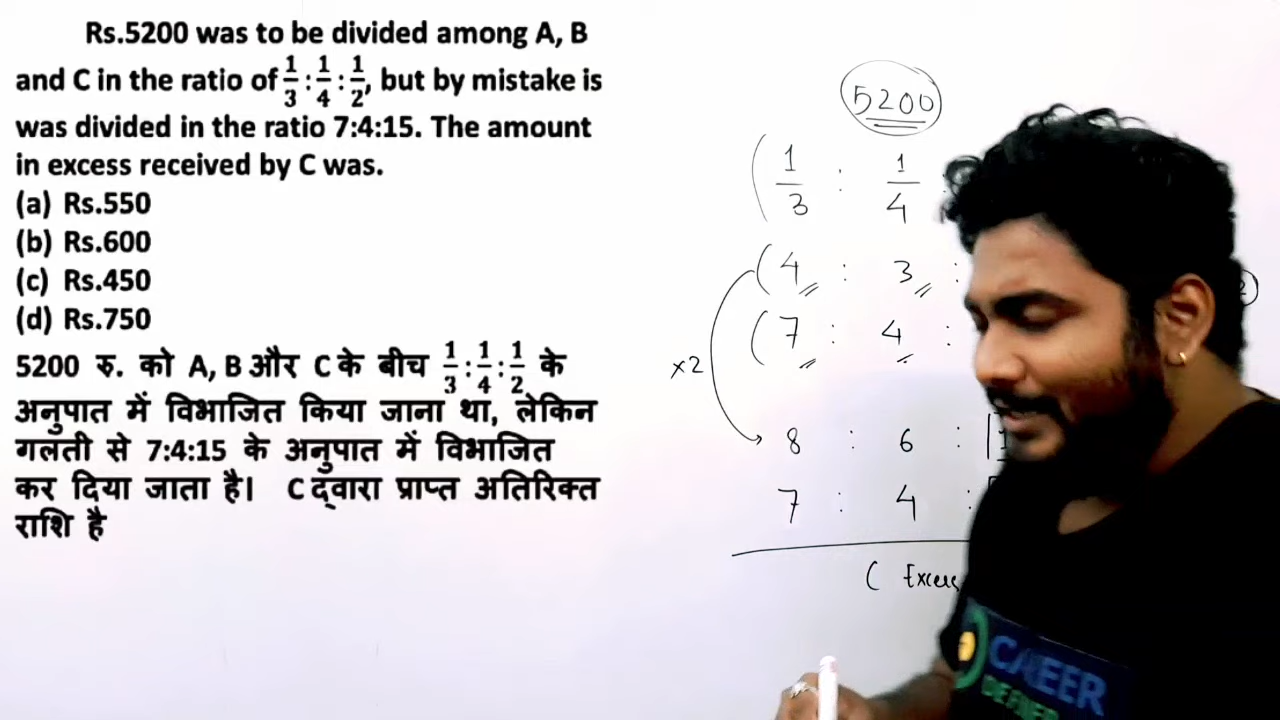 Rs.5200 was to be divided among A, B
and C in the ratio of 1/3 : 1/4 : 1/2, but by mistake is
was divided in the ratio 7:4:15. The amount
in excess received by C was.
(a) Rs.550
(b) Rs.600
(c) Rs.450
(d) Rs.750
5200 रु. को A, B और C के बीच 1/3 : 1/4 : 1/2 के
अनुपात में विभाजित किया जाना था, लेकिन
गलती से 7:4:15 के अनुपात में विभाजित
कर दिया जाता है। C द्वारा प्राप्त अतिरिक्त
राशि है
5200
( 1/3 : 1/4 :
( 4 : 3 :
( 7 : 4 :
×2
8 : 6 :
7 : 4 :
C Excess
CAREER
DEFINER